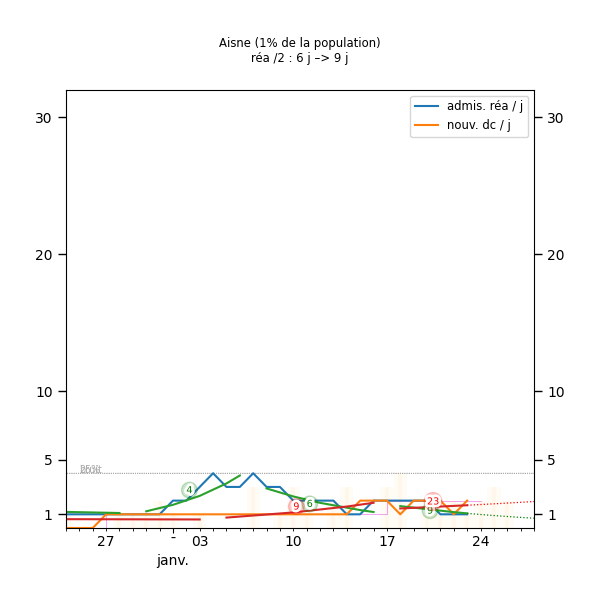 Aisne (1% de la population)
réa /2 : 6 j –> 9 j
admis. réa / j
nouv. dc / j
30 30
20 20
10 10
5 5
4
9 6
23
9
1 1
27 - 03 10 17 24
janv.